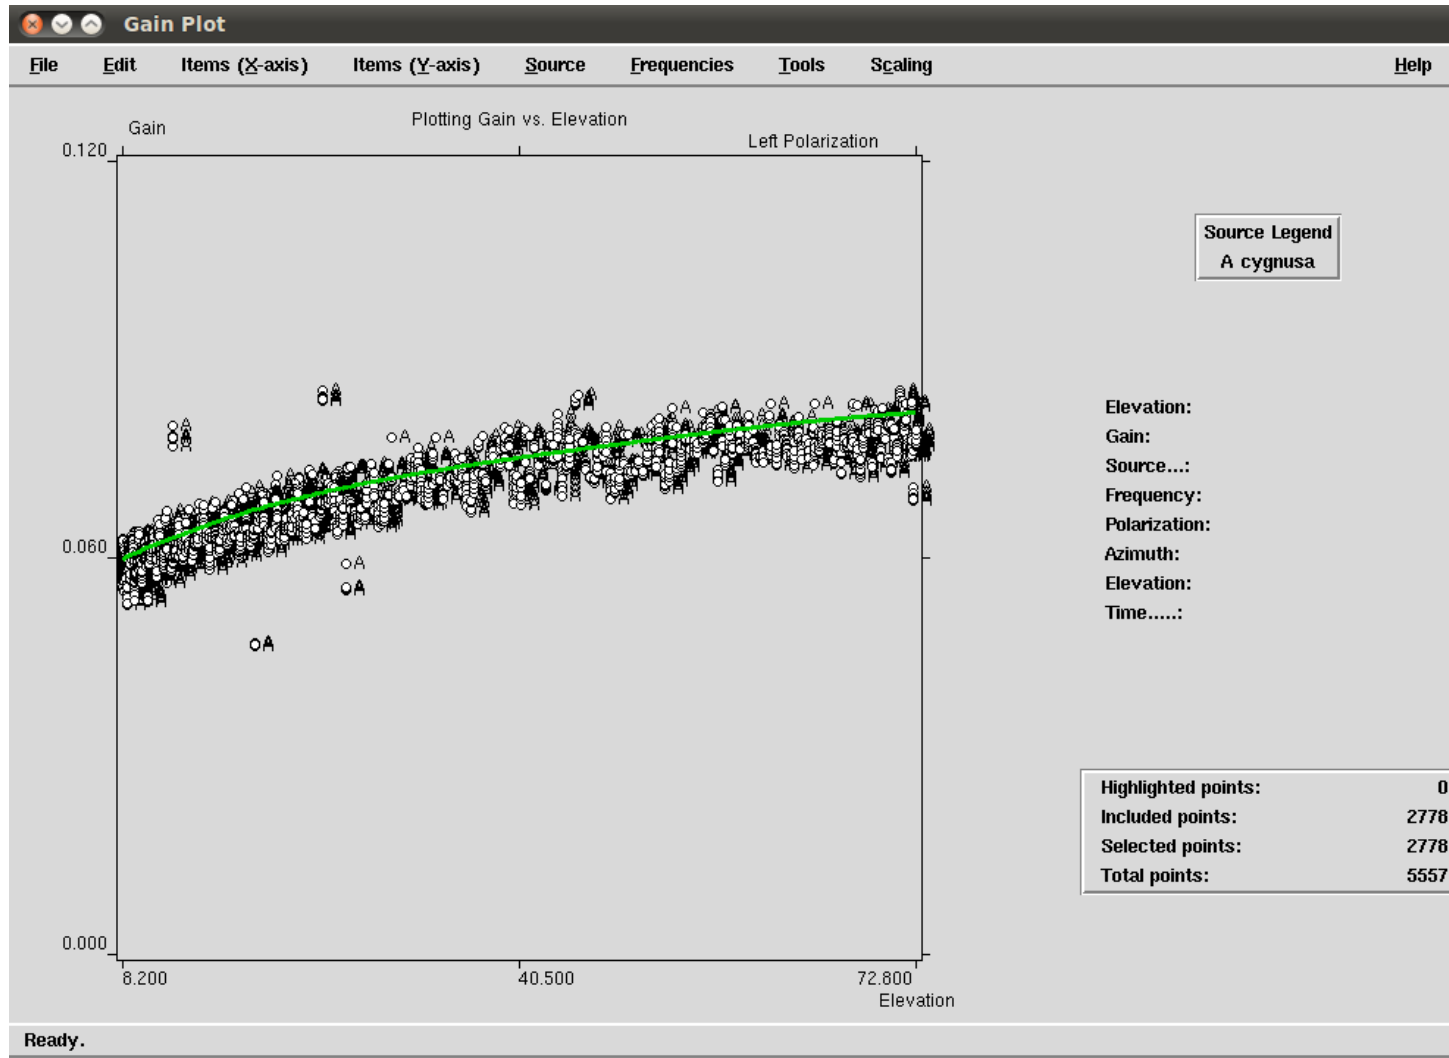 Gain Plot
File Edit Items (X-axis) Items (Y-axis) Source Frequencies Tools Scaling Help
Plotting Gain vs. Elevation
Gain
Left Polarization
0.120
0.060
0.000
8.200 40.500 72.800
Elevation
Source Legend
A cygnusa
Elevation:
Gain:
Source...:
Frequency:
Polarization:
Azimuth:
Elevation:
Time.....:
Highlighted points: 0
Included points: 2778
Selected points: 2778
Total points: 5557
Ready.